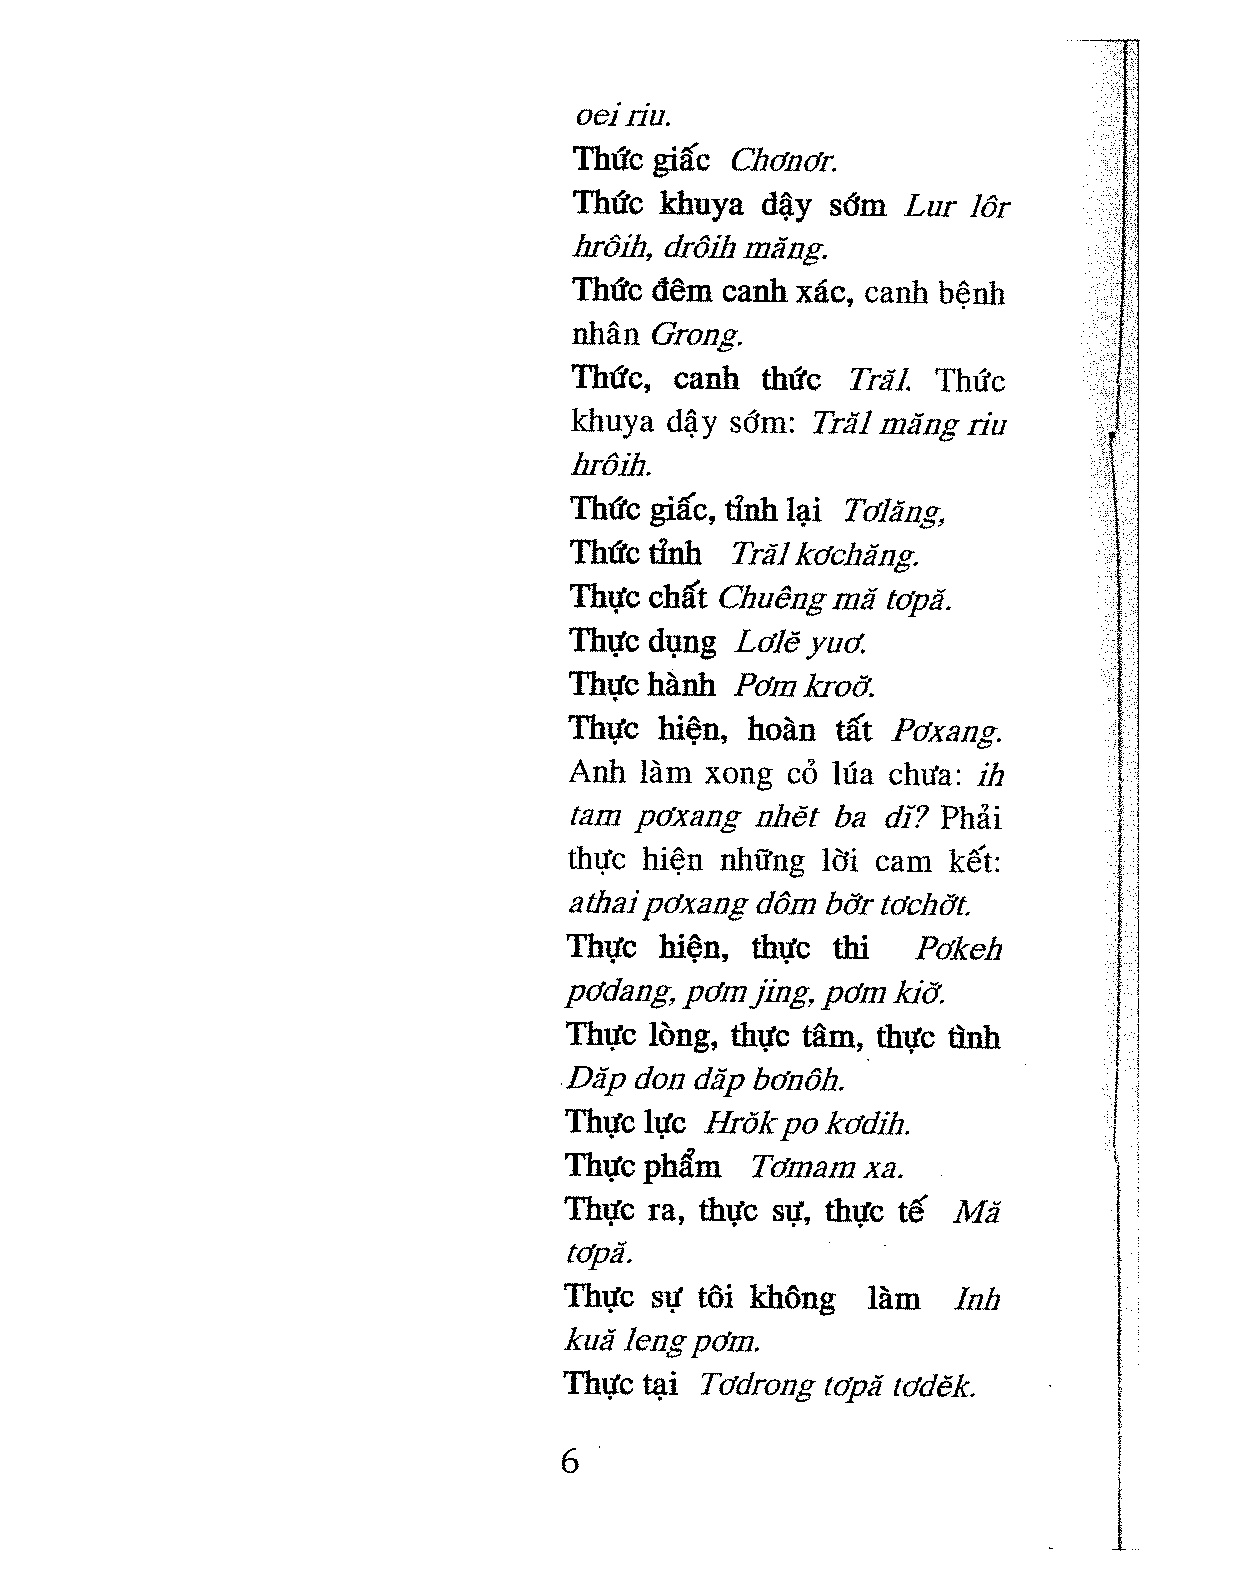 oei riu.
Thức giấc Chơnơr.
Thức khuya dậy sớm Lur lôr
hrôih, drôih măng.
Thức đêm canh xác, canh bệnh
nhân Grong.
Thức, canh thức Trăl. Thức
khuya dậy sớm: Trăl măng riu
hrôih.
Thức giấc, tỉnh lại Tơlăng,
Thức tỉnh Trăl kơchăng.
Thực chất Chuêng mă tơpă.
Thực dụng Lơlĕ yuơ.
Thực hành Pơm kroơ̆.
Thực hiện, hoàn tất Pơxang.
Anh làm xong cỏ lúa chưa: ih
tam pơxang nhĕt ba dĭ? Phải
thực hiện những lời cam kết:
athai pơxang dôm bơ̆r tơchơ̆t.
Thực hiện, thực thi Pơkeh
pơdang, pơm jing, pơm kiơ̆.
Thực lòng, thực tâm, thực tình
Dăp don dăp bơnôh.
Thực lực Hrŏk po kơdih.
Thực phẩm Tơmam xa.
Thực ra, thực sự, thực tế Mă
tơpă.
Thực sự tôi không làm Inh
kuă leng pơm.
Thực tại Tơdrong tơpă tơdĕk.
6